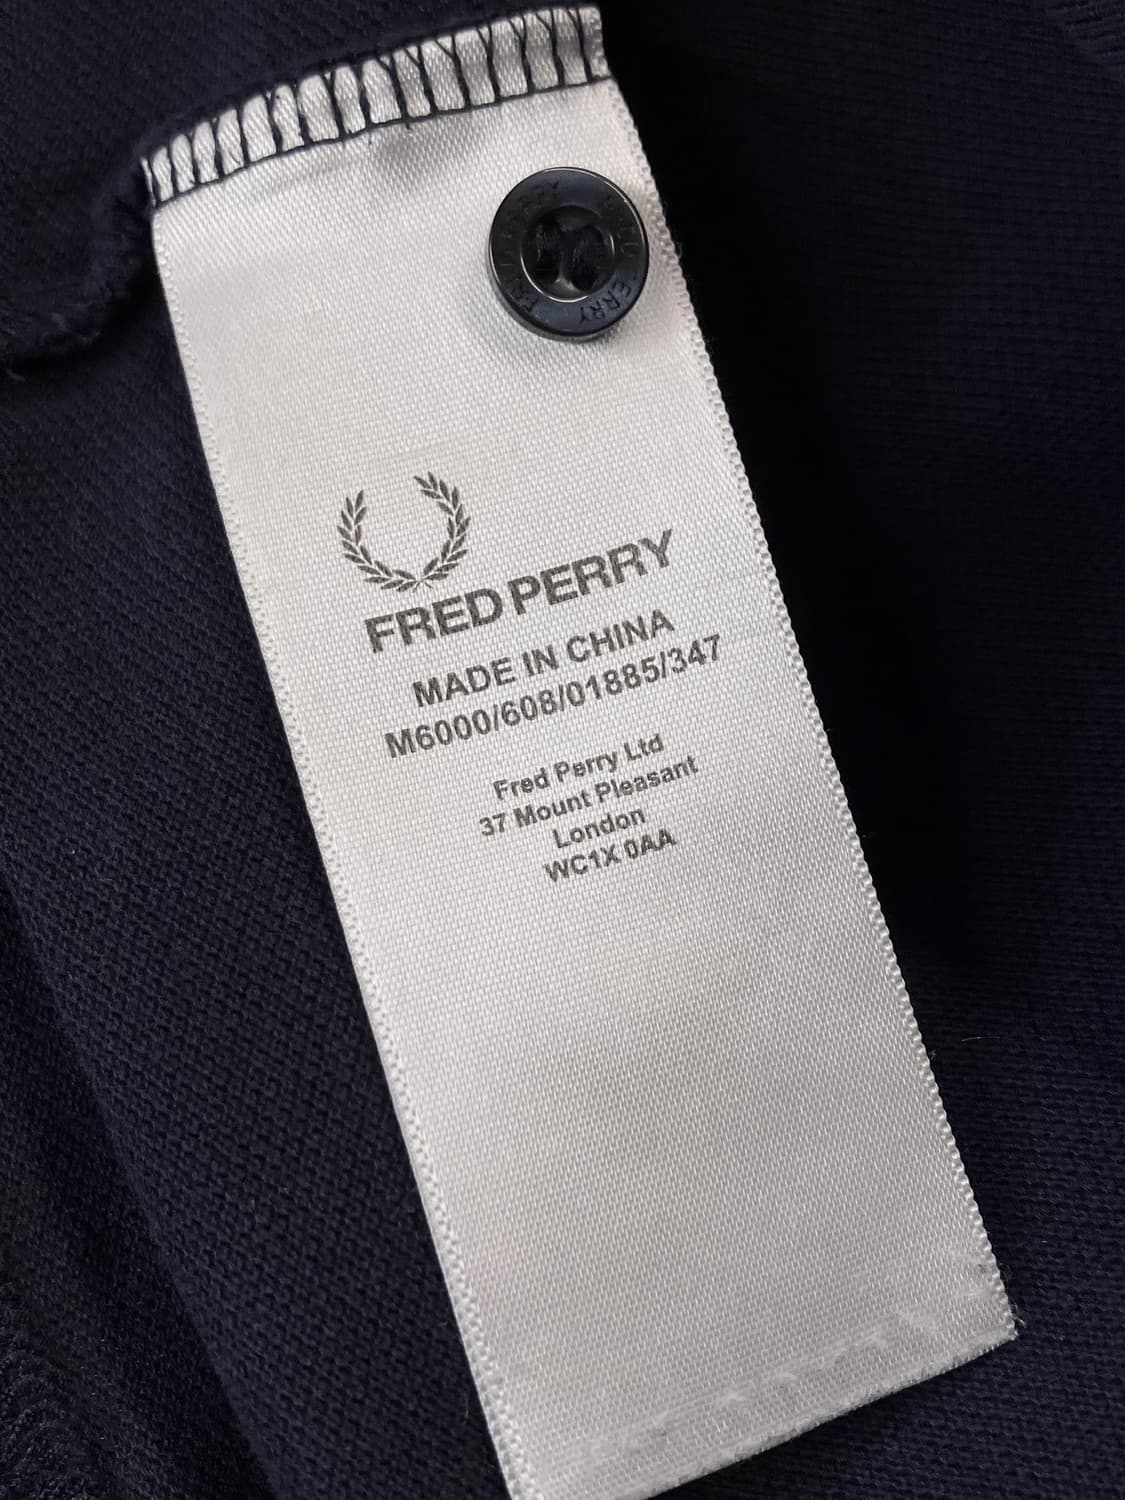 FRED PERRY
MADE IN CHINA
M6000/608/01885/347
Fred Perry Ltd
37 Mount Pleasant
London
WC1X 0AA